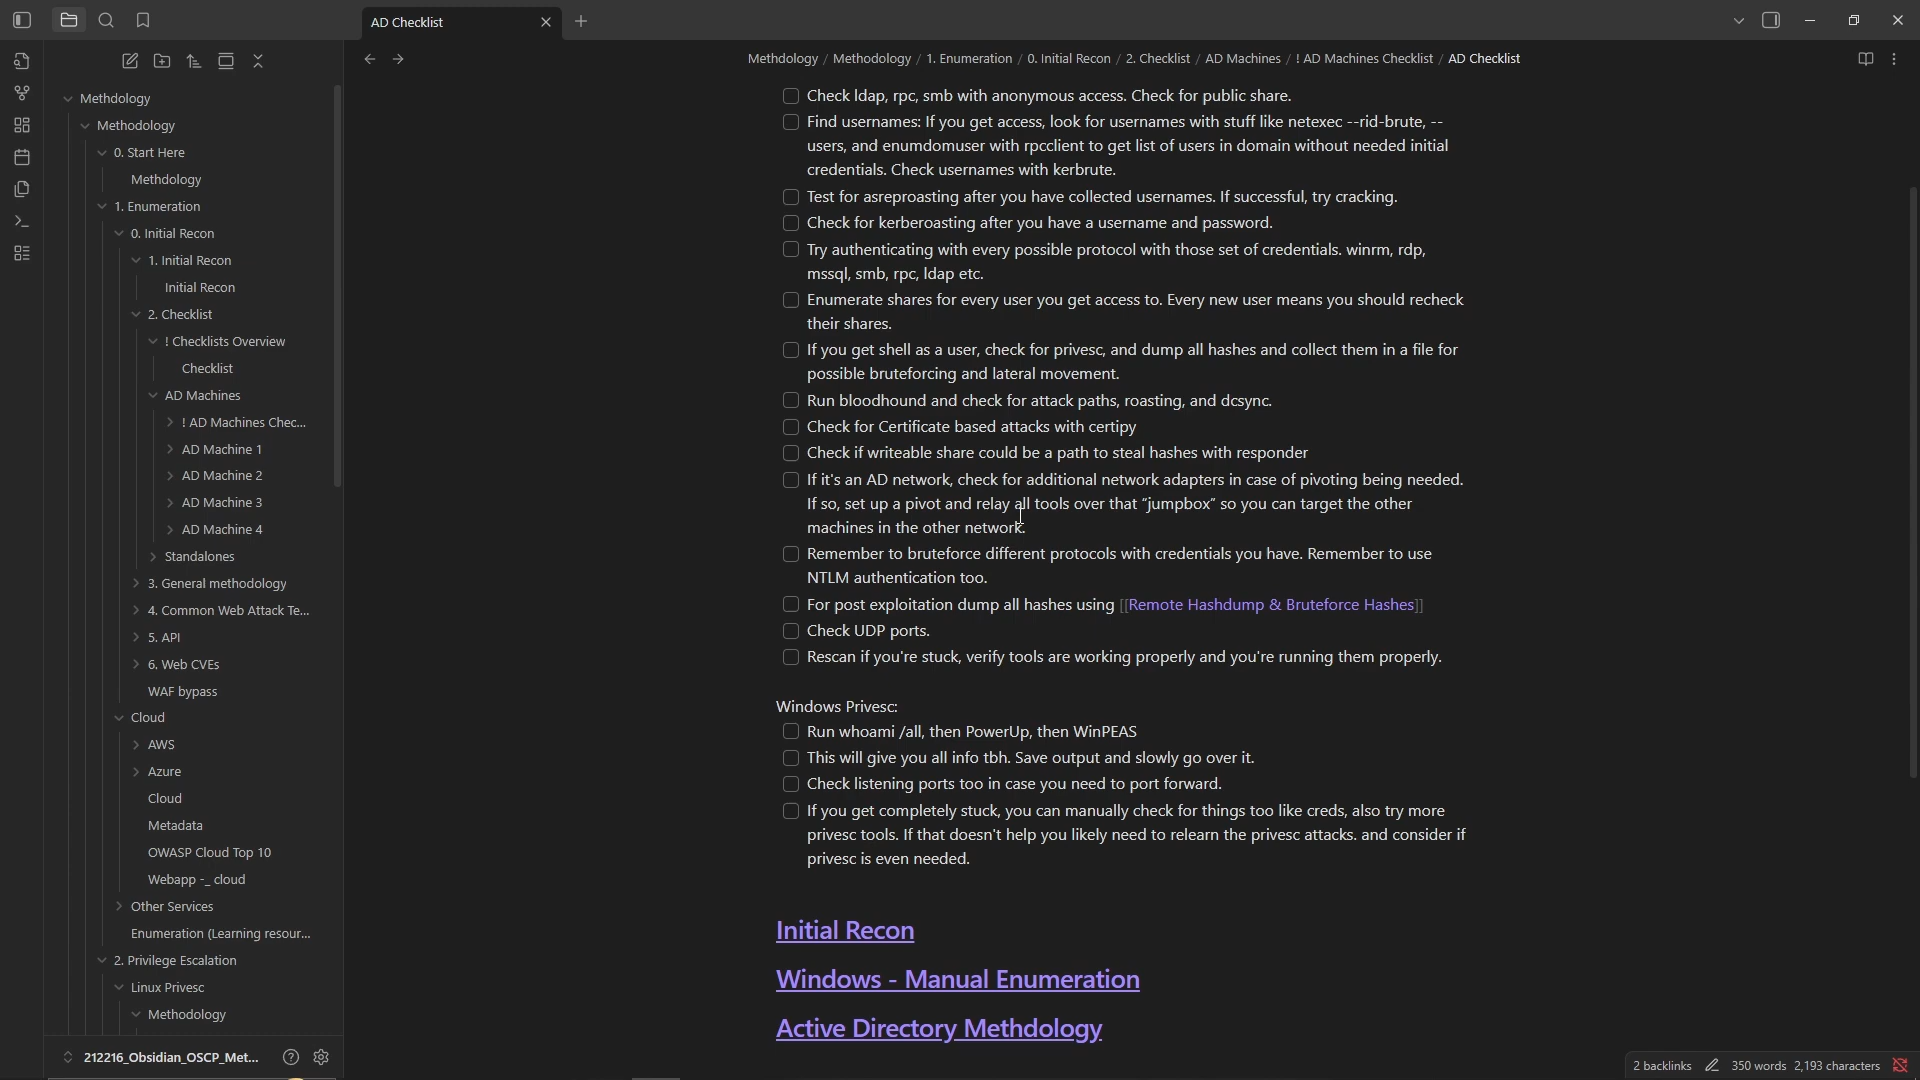 AD Checklist
Methdology / Methodology / 1. Enumeration / 0. Initial Recon / 2. Checklist / AD Machines / ! AD Machines Checklist / AD Checklist
Methdology
Methodology
0. Start Here
Methdology
1. Enumeration
0. Initial Recon
1. Initial Recon
Initial Recon
2. Checklist
! Checklists Overview
Checklist
AD Machines
! AD Machines Chec...
AD Machine 1
AD Machine 2
AD Machine 3
AD Machine 4
Standalones
3. General methodology
4. Common Web Attack Te...
5. API
6. Web CVEs
WAF bypass
Cloud
AWS
Azure
Cloud
Metadata
OWASP Cloud Top 10
Webapp -_ cloud
Other Services
Enumeration (Learning resour...
2. Privilege Escalation
Linux Privesc
Methodology
212216_Obsidian_OSCP_Met...
Check ldap, rpc, smb with anonymous access. Check for public share.
Find usernames: If you get access, look for usernames with stuff like netexec --rid-brute, --
users, and enumdomuser with rpcclient to get list of users in domain without needed initial
credentials. Check usernames with kerbrute.
Test for asreproasting after you have collected usernames. If successful, try cracking.
Check for kerberoasting after you have a username and password.
Try authenticating with every possible protocol with those set of credentials. winrm, rdp,
mssql, smb, rpc, ldap etc.
Enumerate shares for every user you get access to. Every new user means you should recheck
their shares.
If you get shell as a user, check for privesc, and dump all hashes and collect them in a file for
possible bruteforcing and lateral movement.
Run bloodhound and check for attack paths, roasting, and dcsync.
Check for Certificate based attacks with certipy
Check if writeable share could be a path to steal hashes with responder
If it's an AD network, check for additional network adapters in case of pivoting being needed.
If so, set up a pivot and relay all tools over that “jumpbox” so you can target the other
machines in the other network.
Remember to bruteforce different protocols with credentials you have. Remember to use
NTLM authentication too.
For post exploitation dump all hashes using [[Remote Hashdump & Bruteforce Hashes]]
Check UDP ports.
Rescan if you're stuck, verify tools are working properly and you're running them properly.
Windows Privesc:
Run whoami /all, then PowerUp, then WinPEAS
This will give you all info tbh. Save output and slowly go over it.
Check listening ports too in case you need to port forward.
If you get completely stuck, you can manually check for things too like creds, also try more
privesc tools. If that doesn't help you likely need to relearn the privesc attacks. and consider if
privesc is even needed.
Initial Recon
Windows - Manual Enumeration
Active Directory Methdology
2 backlinks 350 words 2,193 characters